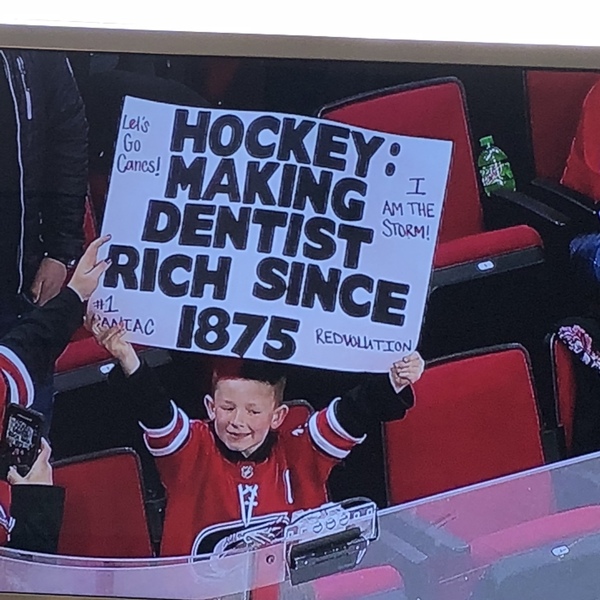 Let's
Go
Canes!
HOCKEY:
MAKING
DENTIST
RICH SINCE
1875
I
AM THE
STORM!
#1
REDVOLUTION